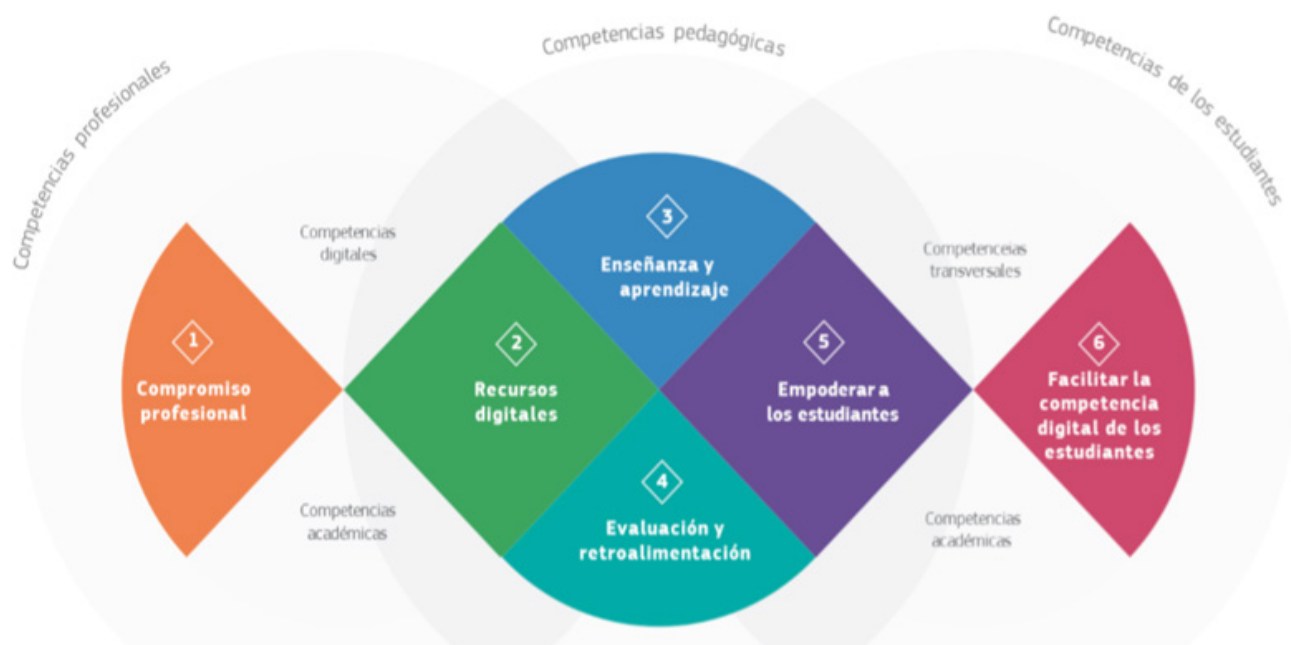 Competencias profesionales
Competencias pedagógicas
Competencias de los estudiantes
Competencias
digitales
Competencias
académicas
1
Compromiso
profesional
2
Recursos
digitales
3
Enseñanza y
aprendizaje
4
Evaluación y
retroalimentación
5
Empoderar a
los estudiantes
Competenceias
transversales
Competencias
académicas
6
Facilitar la
competencia
digital de los
estudiantes